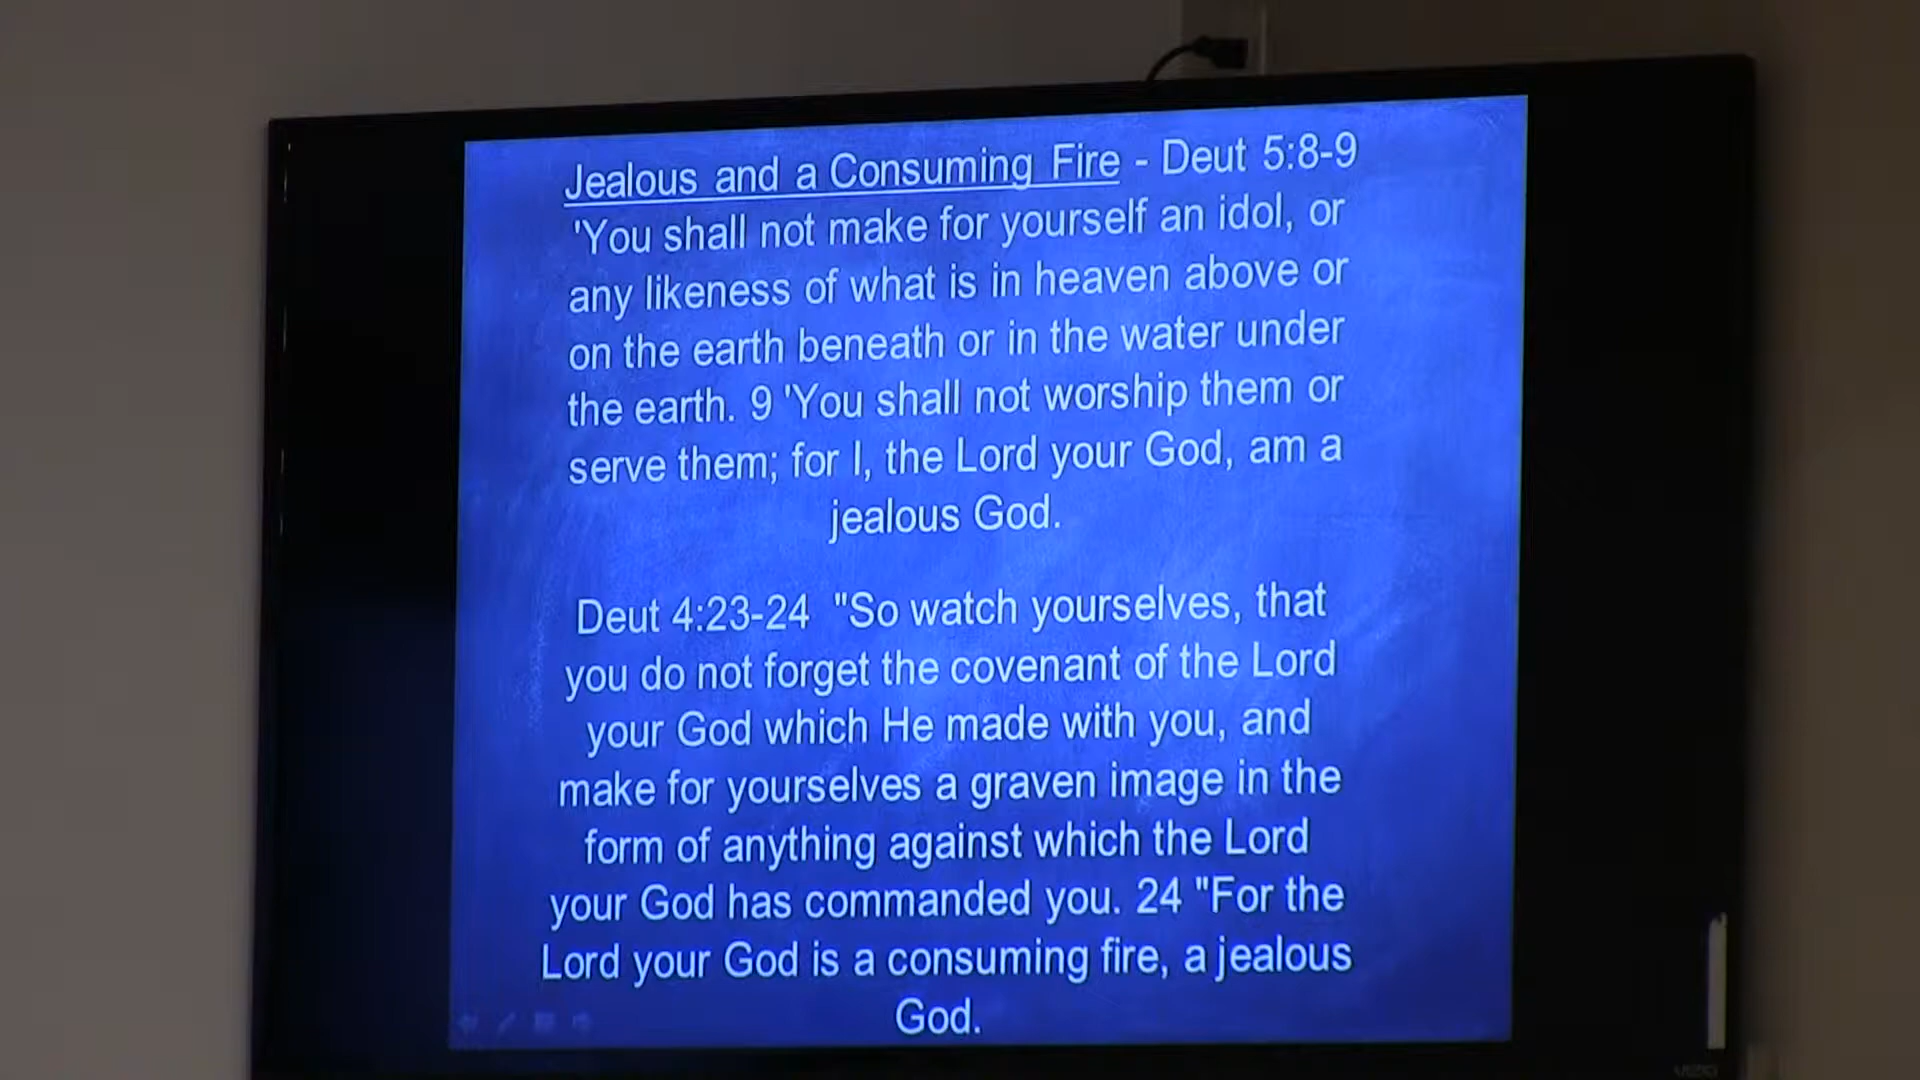 Jealous and a Consuming Fire - Deut 5:8-9
'You shall not make for yourself an idol, or
any likeness of what is in heaven above or
on the earth beneath or in the water under
the earth. 9 'You shall not worship them or
serve them; for I, the Lord your God, am a
jealous God.
Deut 4:23-24 "So watch yourselves, that
you do not forget the covenant of the Lord
your God which He made with you, and
make for yourselves a graven image in the
form of anything against which the Lord
your God has commanded you. 24 "For the
Lord your God is a consuming fire, a jealous
God.
VIZIO